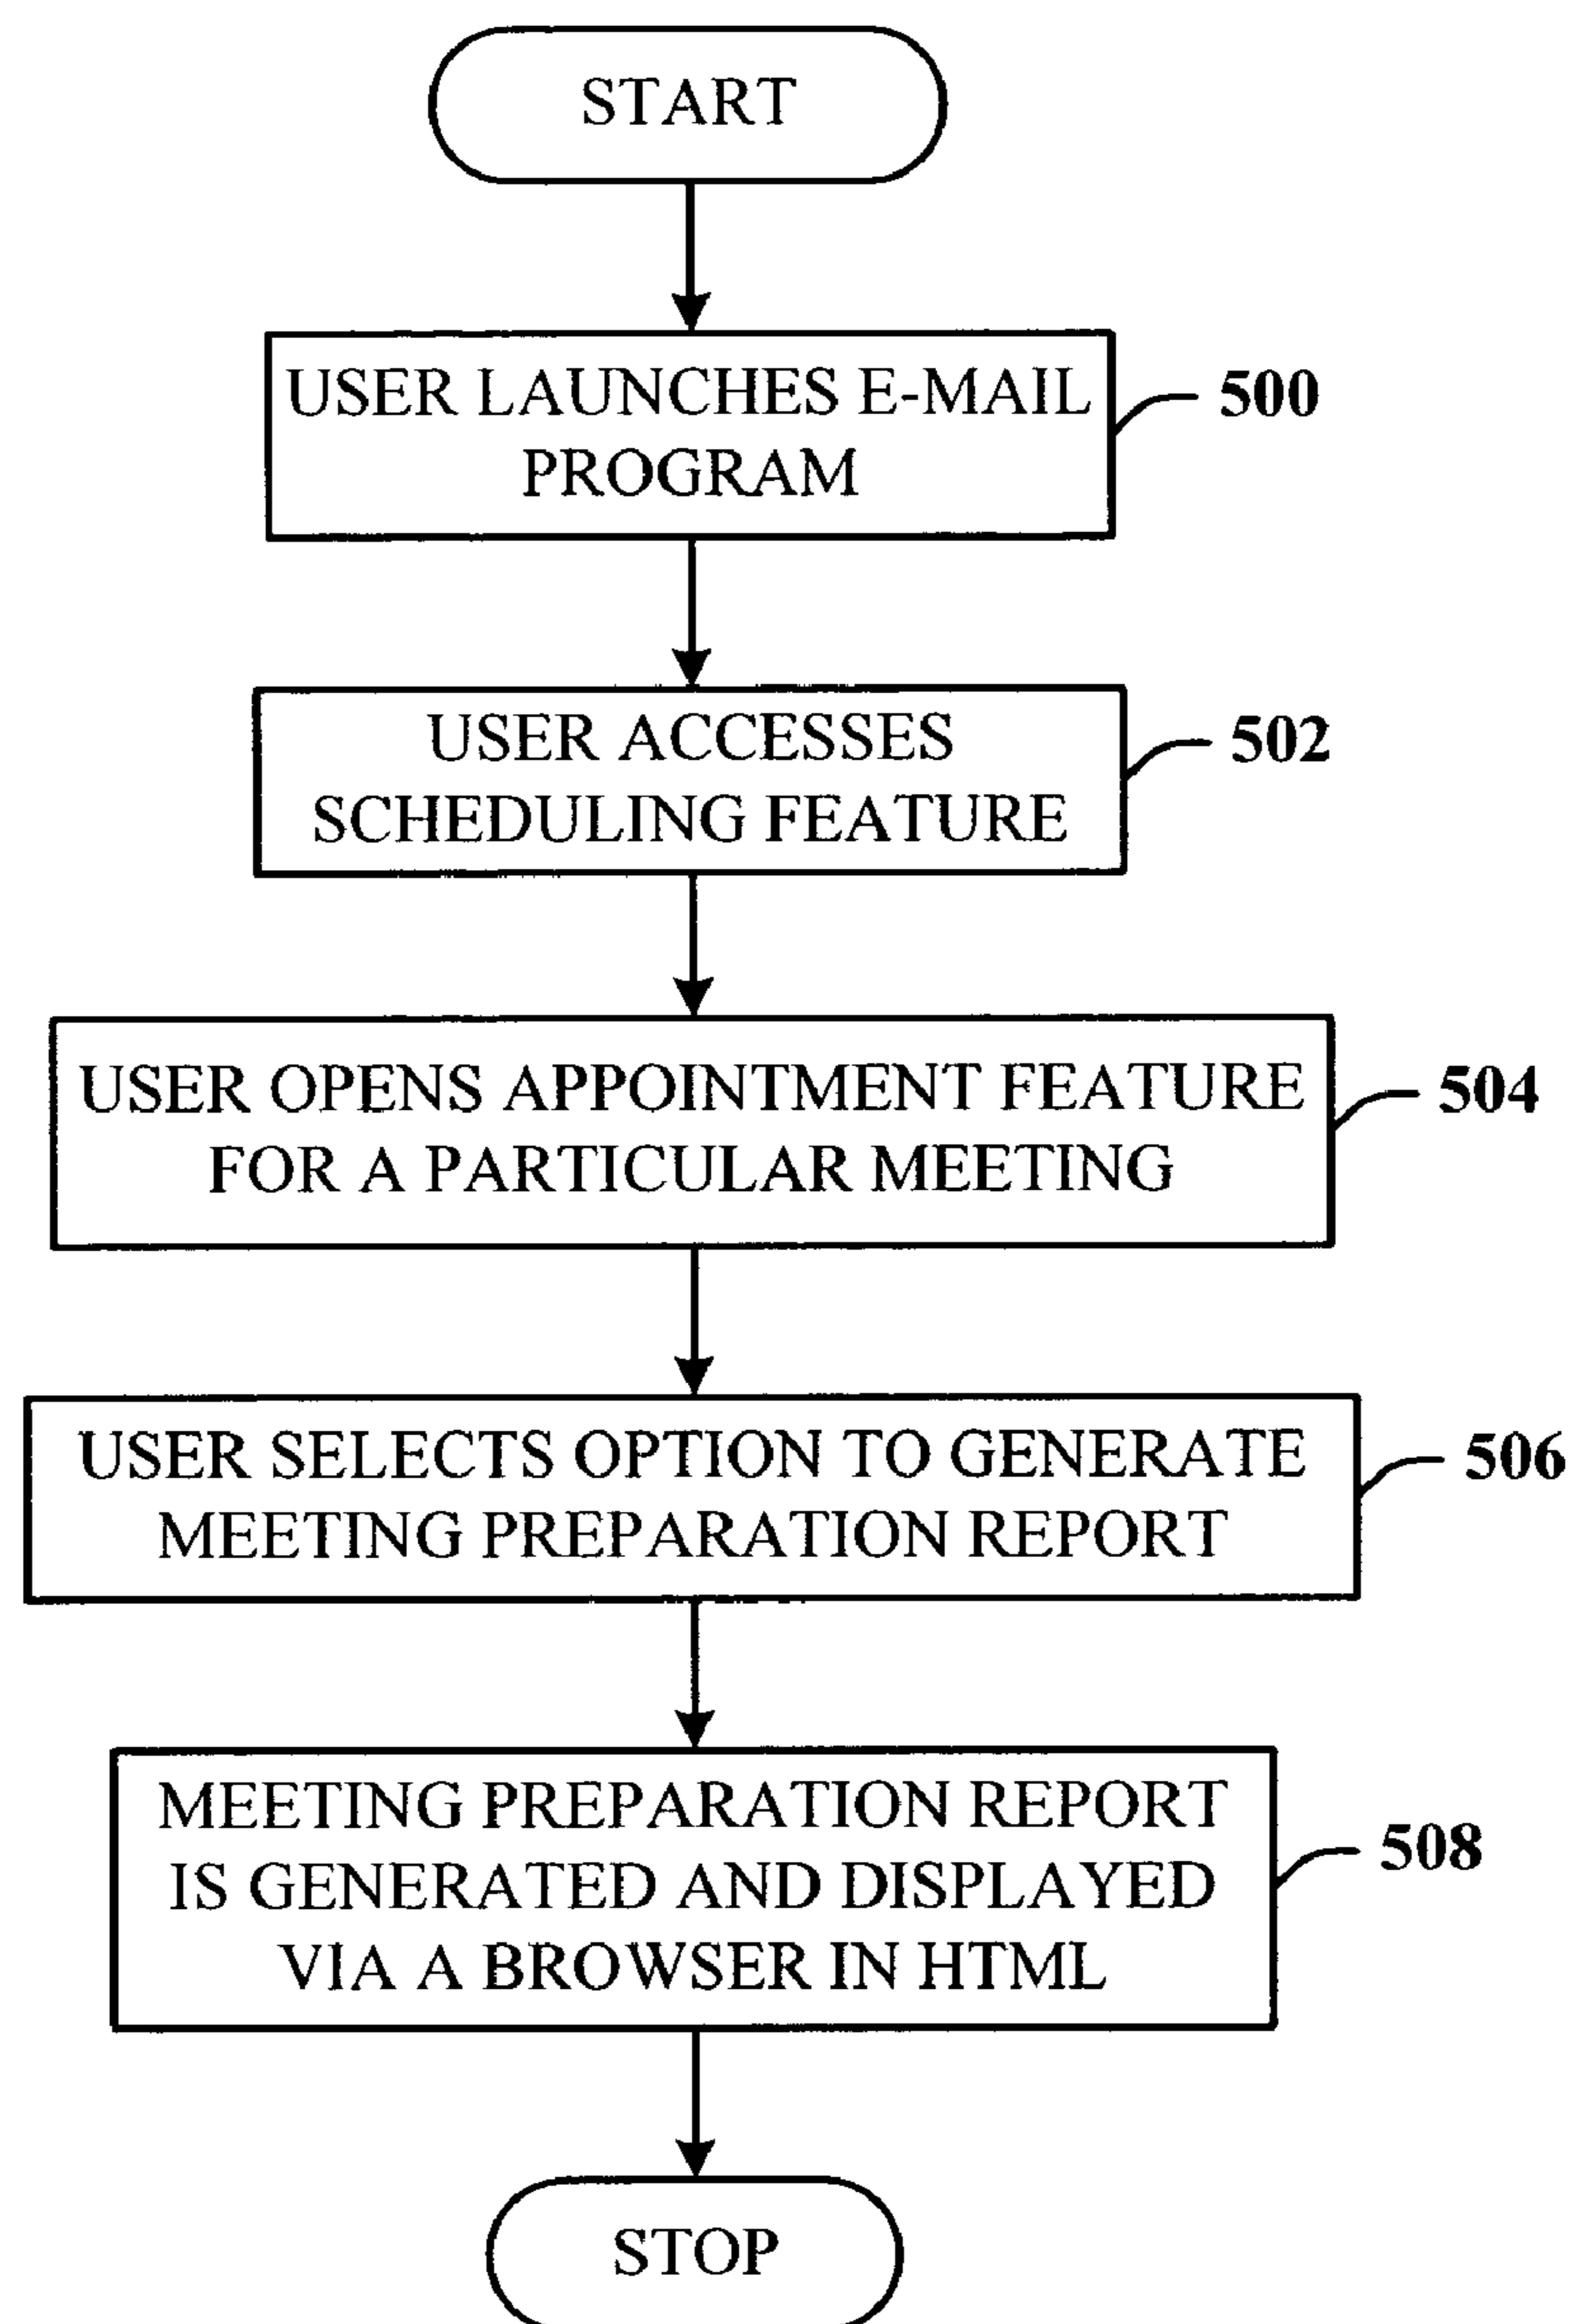 START
USER LAUNCHES E-MAIL
PROGRAM
500
USER ACCESSES
SCHEDULING FEATURE
502
USER OPENS APPOINTMENT FEATURE
FOR A PARTICULAR MEETING
504
USER SELECTS OPTION TO GENERATE
MEETING PREPARATION REPORT
506
MEETING PREPARATION REPORT
IS GENERATED AND DISPLAYED
VIA A BROWSER IN HTML
508
STOP